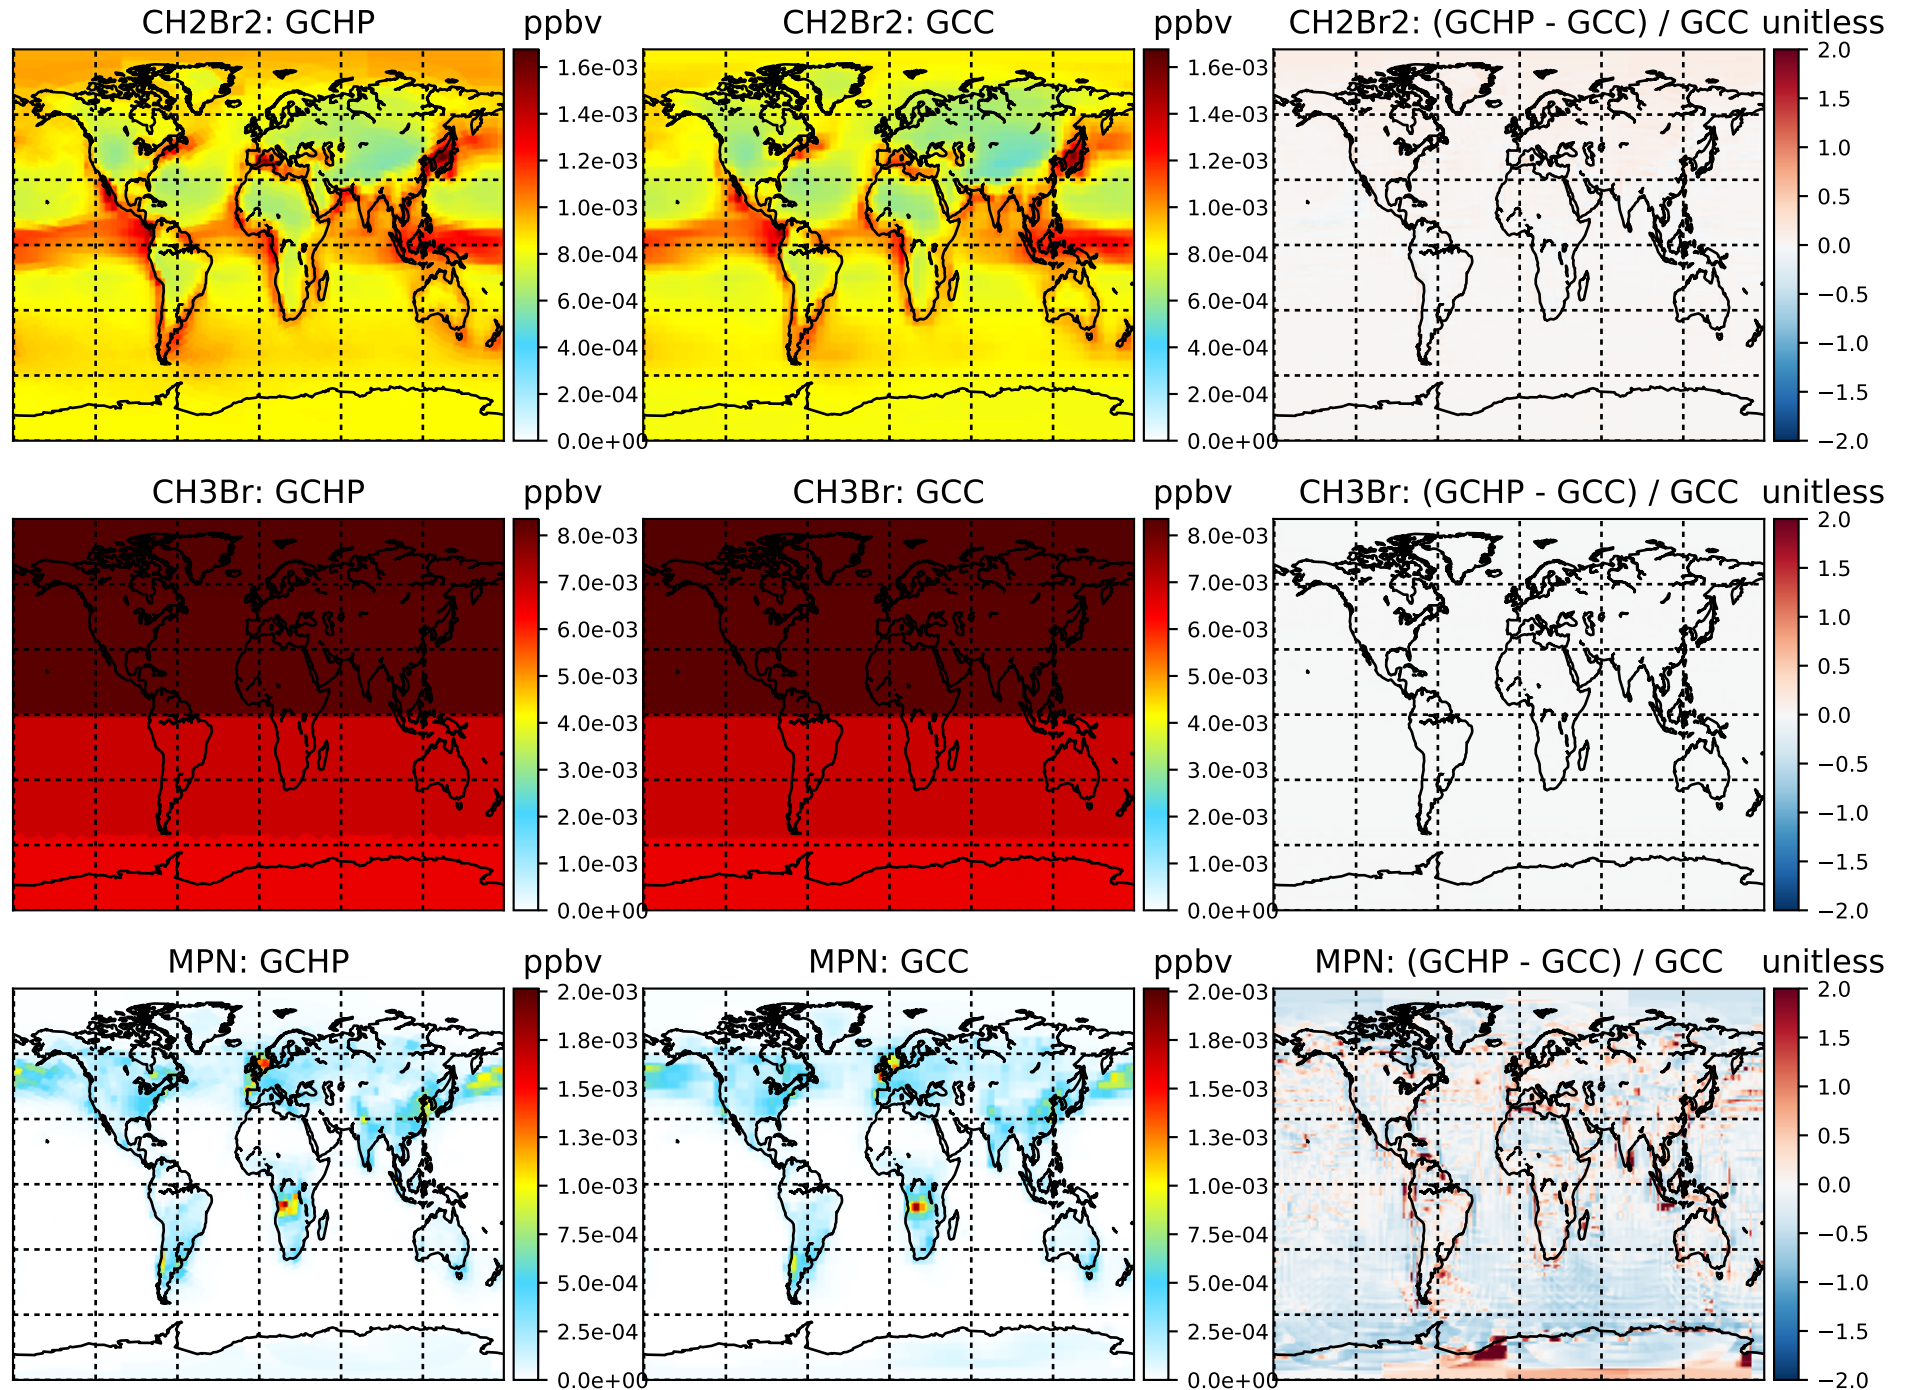 CH2Br2: GCHP
ppbv
1.6e-03
1.4e-03
1.2e-03
1.0e-03
8.0e-04
6.0e-04
4.0e-04
2.0e-04
0.0e+00
CH2Br2: GCC
ppbv
1.6e-03
1.4e-03
1.2e-03
1.0e-03
8.0e-04
6.0e-04
4.0e-04
2.0e-04
0.0e+00
CH2Br2: (GCHP - GCC) / GCC
unitless
2.0
1.5
1.0
0.5
0.0
−0.5
−1.0
−1.5
−2.0
CH3Br: GCHP
ppbv
8.0e-03
7.0e-03
6.0e-03
5.0e-03
4.0e-03
3.0e-03
2.0e-03
1.0e-03
0.0e+00
CH3Br: GCC
ppbv
8.0e-03
7.0e-03
6.0e-03
5.0e-03
4.0e-03
3.0e-03
2.0e-03
1.0e-03
0.0e+00
CH3Br: (GCHP - GCC) / GCC
unitless
2.0
1.5
1.0
0.5
0.0
−0.5
−1.0
−1.5
−2.0
MPN: GCHP
ppbv
2.0e-03
1.8e-03
1.5e-03
1.3e-03
1.0e-03
7.5e-04
5.0e-04
2.5e-04
0.0e+00
MPN: GCC
ppbv
2.0e-03
1.8e-03
1.5e-03
1.3e-03
1.0e-03
7.5e-04
5.0e-04
2.5e-04
0.0e+00
MPN: (GCHP - GCC) / GCC
unitless
2.0
1.5
1.0
0.5
0.0
−0.5
−1.0
−1.5
−2.0